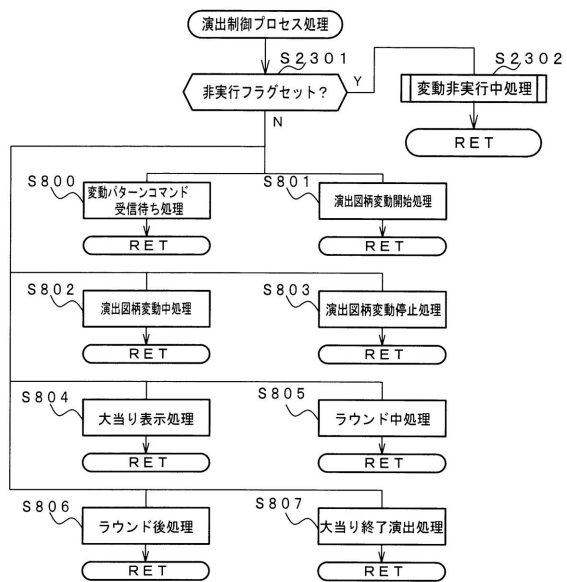 演出制御プロセス処理
S2301
非実行フラグセット？
Y
N
S2302
変動非実行中処理
RET
S800
変動パターンコマンド
受信待ち処理
RET
S801
演出図柄変動開始処理
RET
S802
演出図柄変動中処理
RET
S803
演出図柄変動停止処理
RET
S804
大当り表示処理
RET
S805
ラウンド中処理
RET
S806
ラウンド後処理
RET
S807
大当り終了演出処理
RET